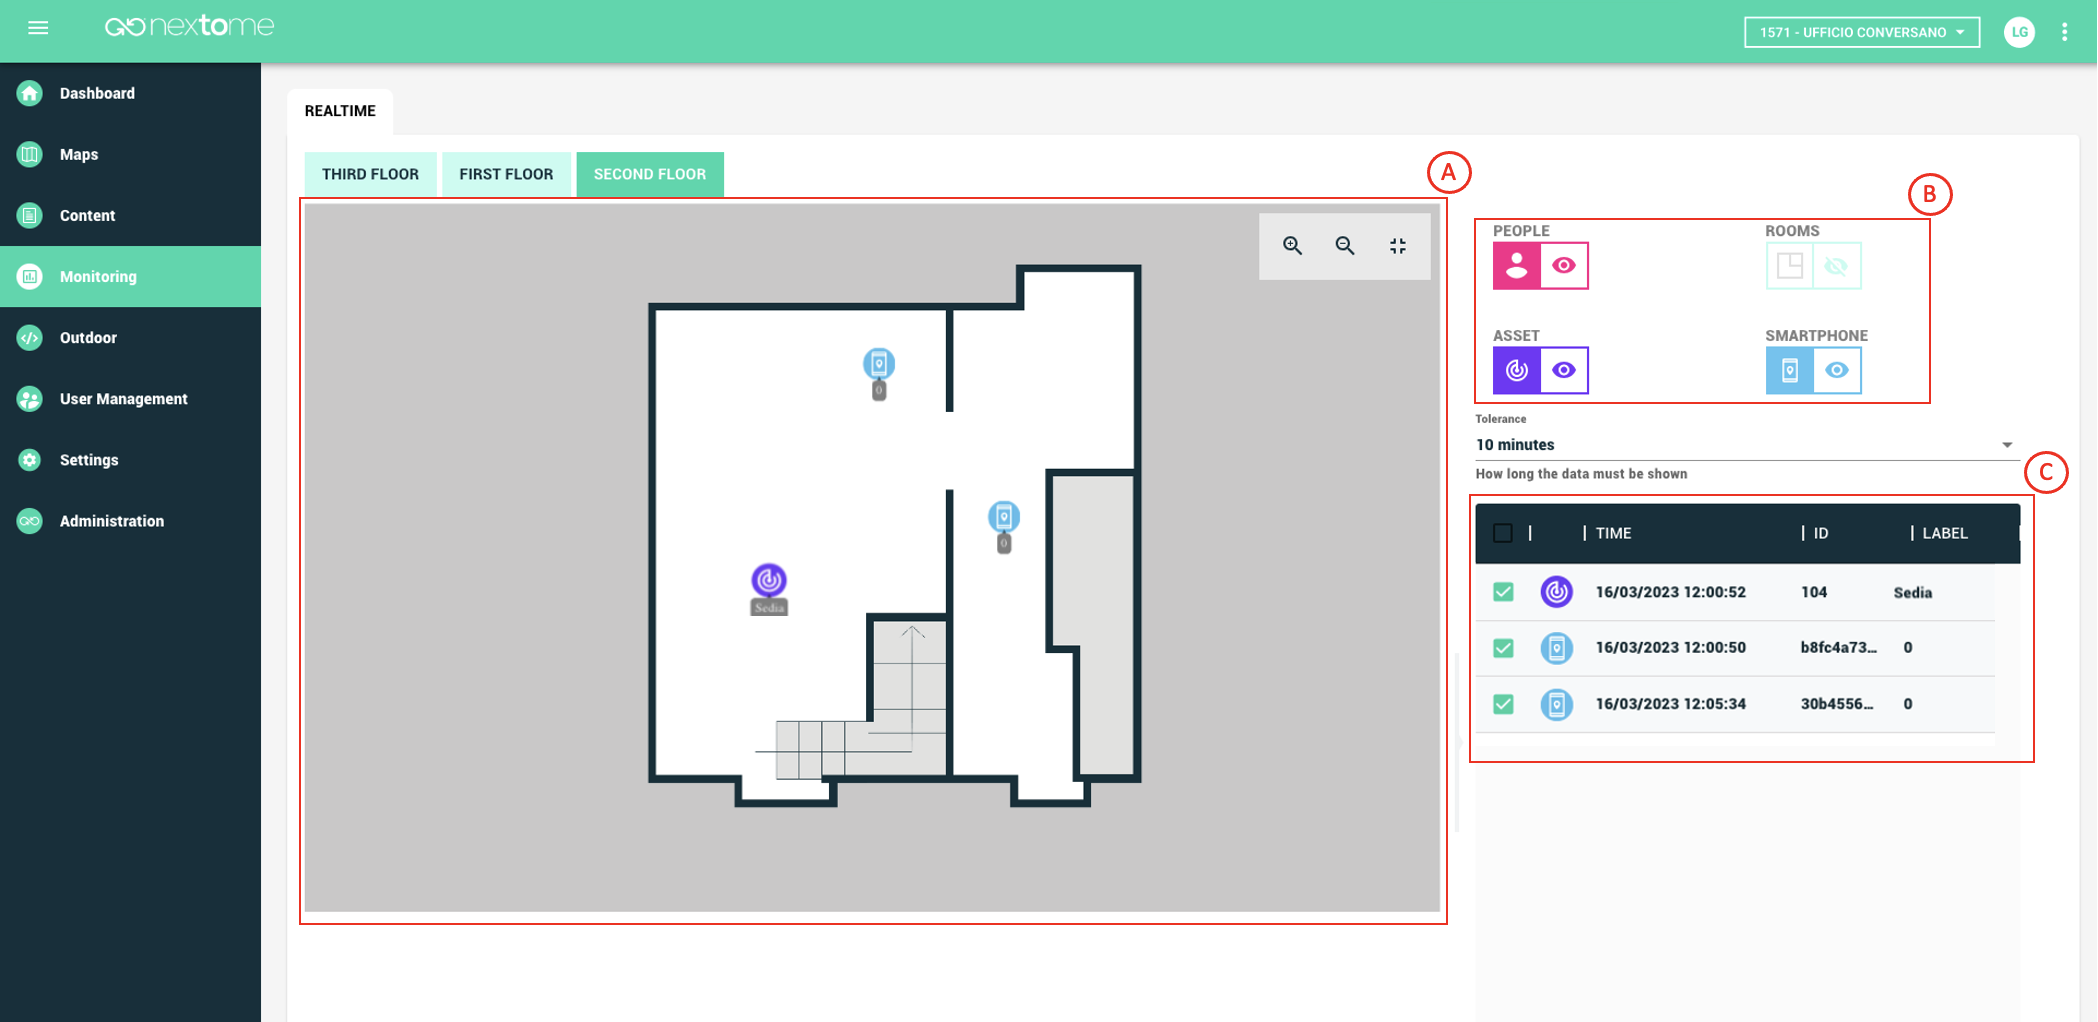 nextome
1571 - UFFICIO CONVERSANO
LG
Dashboard
Maps
Content
Monitoring
Outdoor
User Management
Settings
Administration
REALTIME
THIRD FLOOR
FIRST FLOOR
SECOND FLOOR
A
0
0
Sedia
B
PEOPLE
ROOMS
ASSET
SMARTPHONE
Tolerance
10 minutes
How long the data must be shown
C
TIME ID LABEL
16/03/2023 12:00:52 104 Sedia
16/03/2023 12:00:50 b8fc4a73... 0
16/03/2023 12:05:34 30b4556... 0